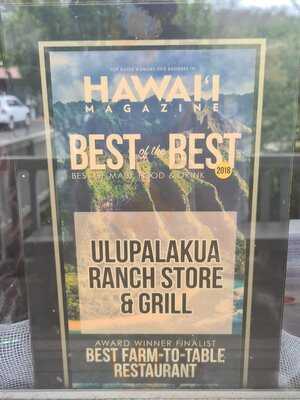 HAWAI'I
MAGAZINE
BEST of the BEST
2018
BEST OF MAUI, FOOD & DRINK
ULUPALAKUA
RANCH STORE
& GRILL
AWARD WINNER FINALIST
BEST FARM-TO-TABLE
RESTAURANT